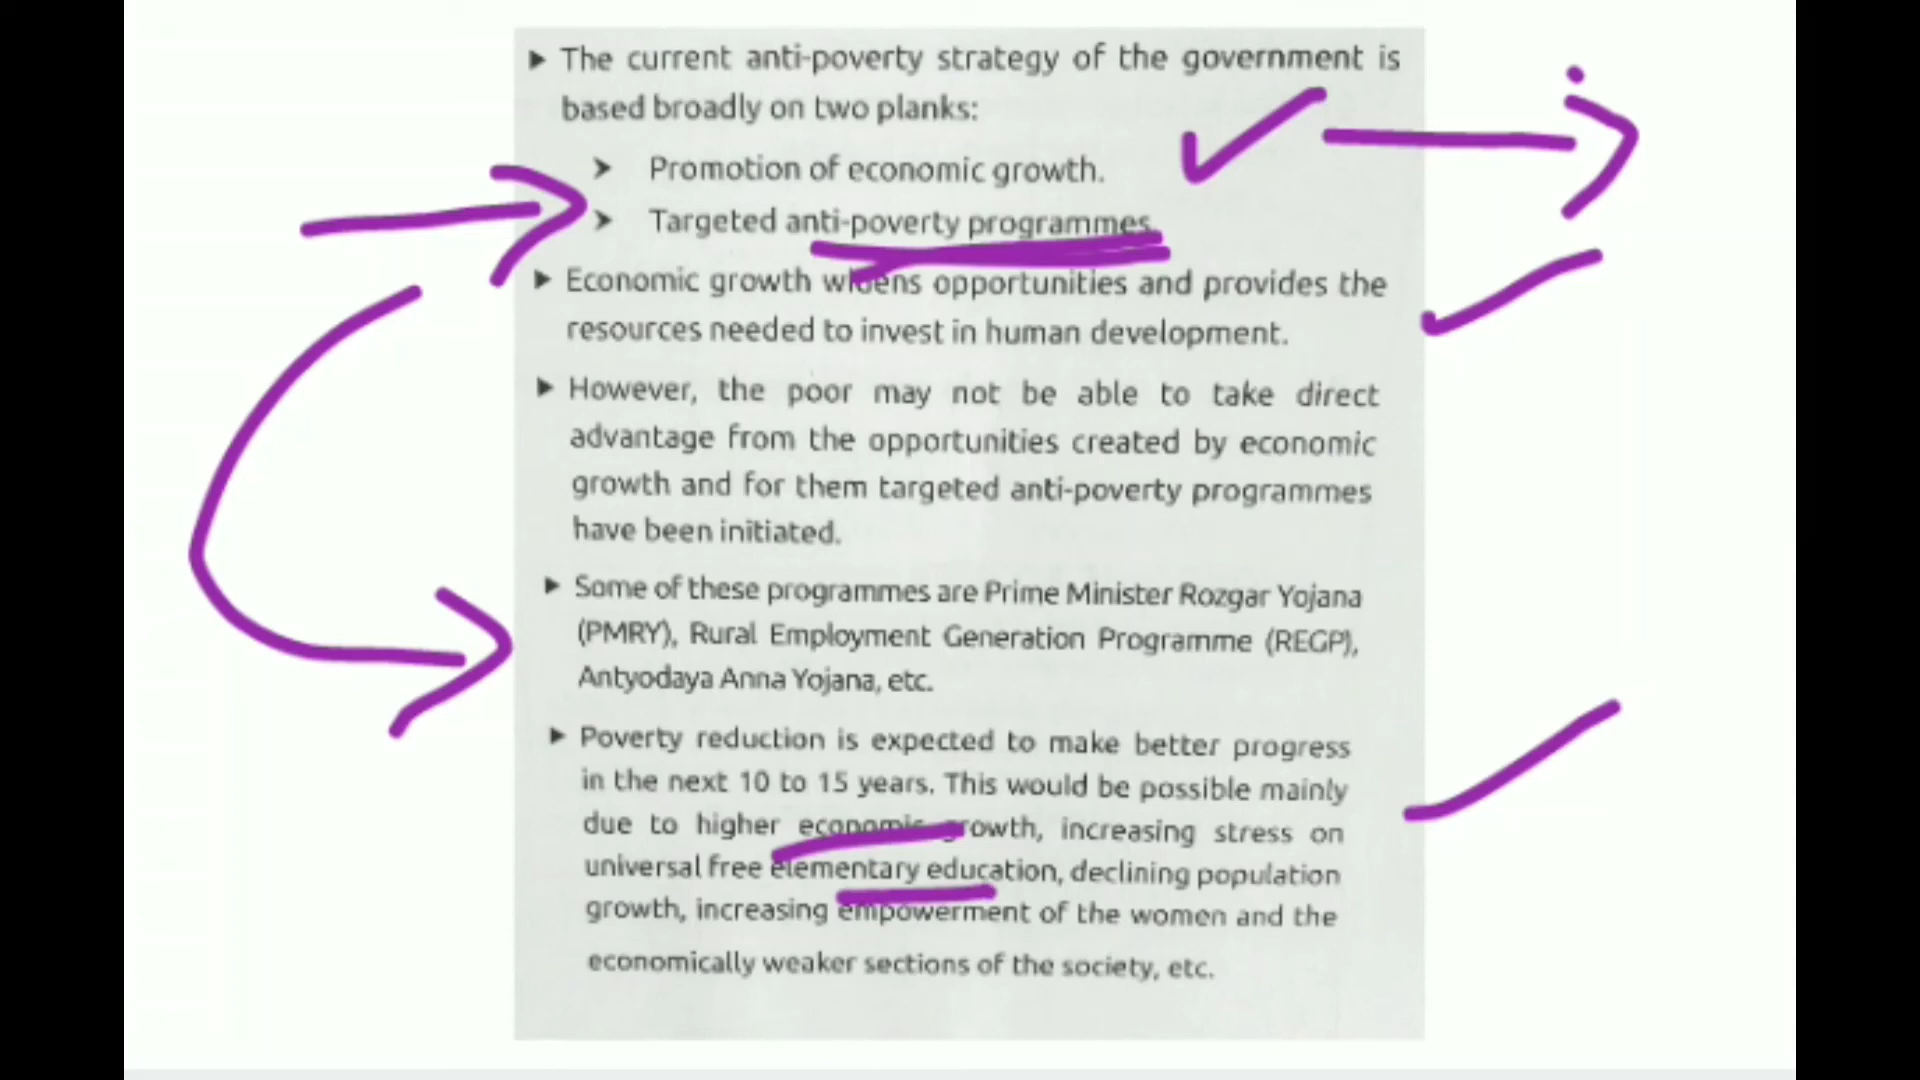 The current anti-poverty strategy of the government is
based broadly on two planks:
Promotion of economic growth.
Targeted anti-poverty programmes.
Economic growth widens opportunities and provides the
resources needed to invest in human development.
However, the poor may not be able to take direct
advantage from the opportunities created by economic
growth and for them targeted anti-poverty programmes
have been initiated.
Some of these programmes are Prime Minister Rozgar Yojana
(PMRY), Rural Employment Generation Programme (REGP),
Antyodaya Anna Yojana, etc.
Poverty reduction is expected to make better progress
in the next 10 to 15 years. This would be possible mainly
due to higher economic growth, increasing stress on
universal free elementary education, declining population
growth, increasing empowerment of the women and the
economically weaker sections of the society, etc.